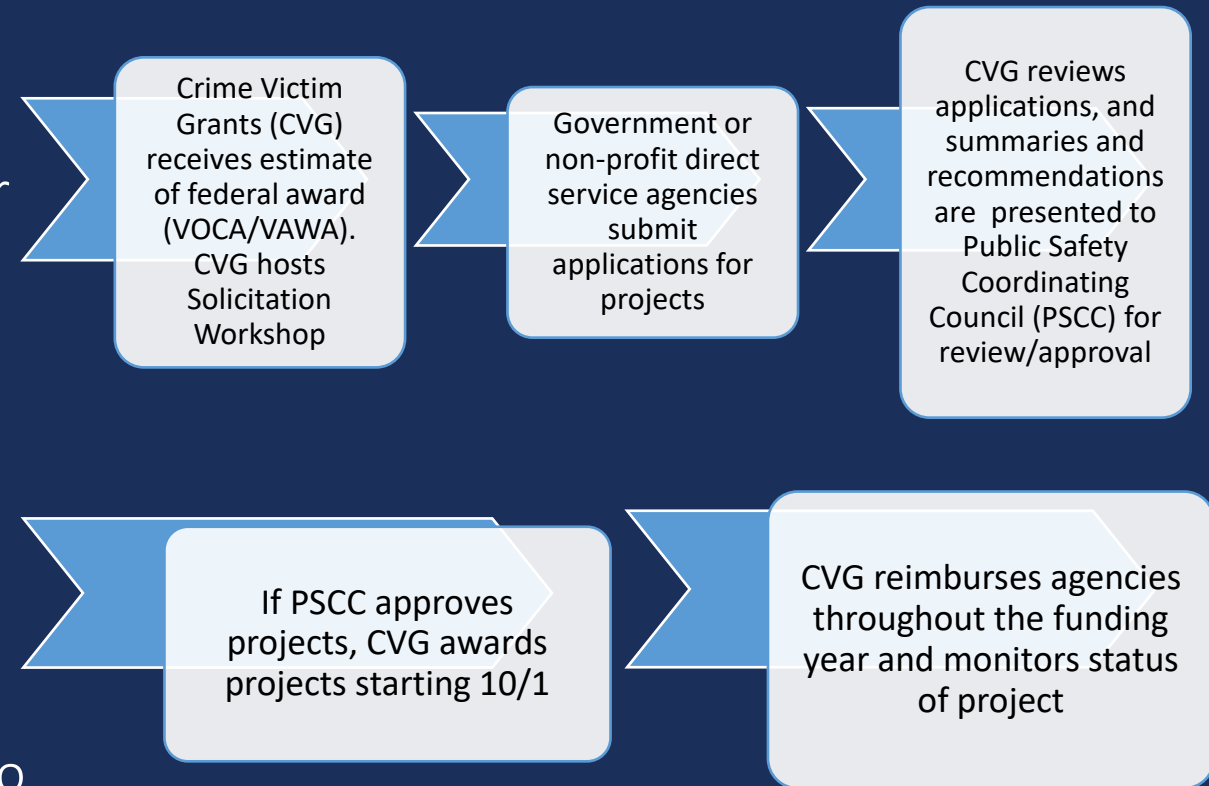 Crime Victim
Grants (CVG)
receives estimate
of federal award
(VOCA/VAWA).
CVG hosts
Solicitation
Workshop
Government or
non-profit direct
service agencies
submit
applications for
projects
CVG reviews
applications, and
summaries and
recommendations
are presented to
Public Safety
Coordinating
Council (PSCC) for
review/approval
If PSCC approves
projects, CVG awards
projects starting 10/1
CVG reimburses agencies
throughout the funding
year and monitors status
of project